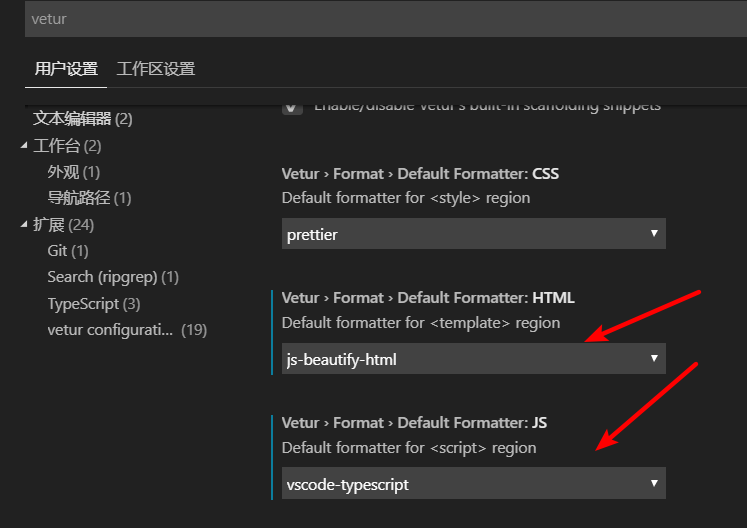 vetur
用户设置 工作区设置
文本编辑器 (2)
工作台 (2)
外观 (1)
导航路径 (1)
扩展 (24)
Git (1)
Search (ripgrep) (1)
TypeScript (3)
vetur configurati... (19)
Enable/disable Vetur's built-in scaffolding snippets
Vetur › Format › Default Formatter: CSS
Default formatter for <style> region
prettier
Vetur › Format › Default Formatter: HTML
Default formatter for <template> region
js-beautify-html
Vetur › Format › Default Formatter: JS
Default formatter for <script> region
vscode-typescript